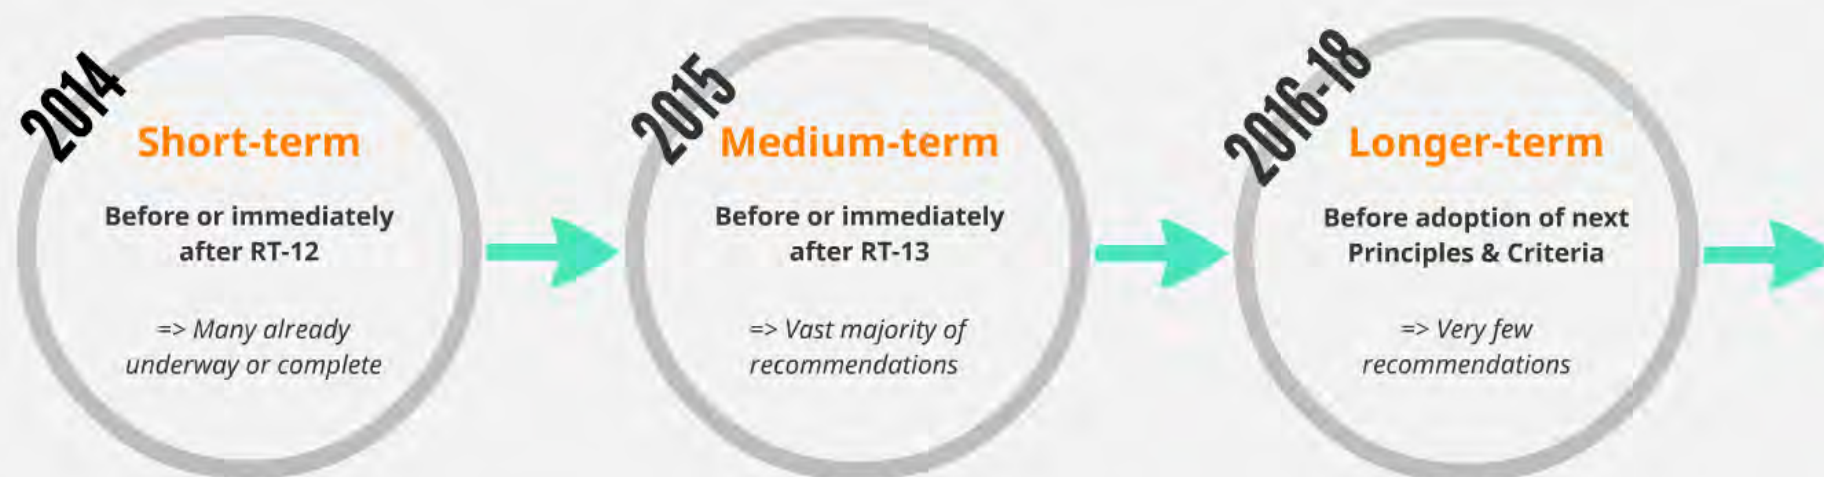 2014
Short-term
Before or immediately
after RT-12
=> Many already
underway or complete
2015
Medium-term
Before or immediately
after RT-13
=> Vast majority of
recommendations
2016-18
Longer-term
Before adoption of next
Principles & Criteria
=> Very few
recommendations